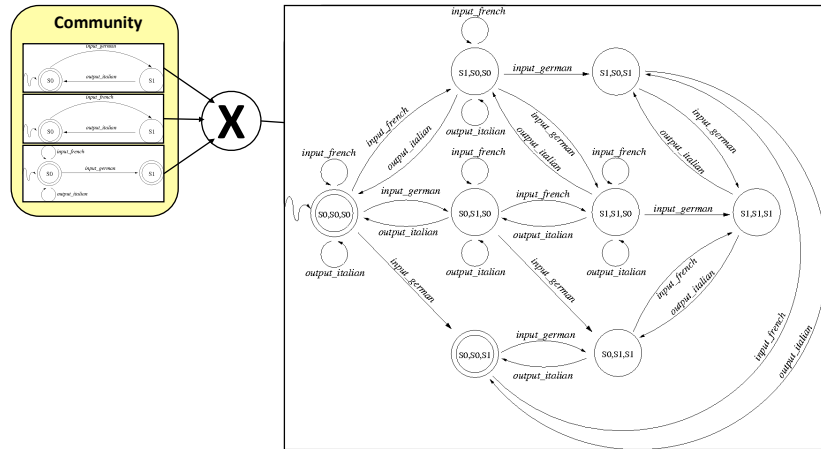 Community
input_german
S0
output_italian
S1
input_french
S0
output_italian
S1
input_french
S0
input_german
S1
output_italian
X
input_french
S1,S0,S0
input_german
S1,S0,S1
output_italian
input_french
output_italian
input_german
output_italian
input_german
output_italian
input_french
input_french
input_french
S0,S0,S0
input_german
output_italian
S0,S1,S0
input_french
output_italian
S1,S1,S0
input_german
S1,S1,S1
output_italian
output_italian
output_italian
input_german
input_german
input_french
output_italian
S0,S0,S1
input_german
output_italian
S0,S1,S1
input_french
output_italian